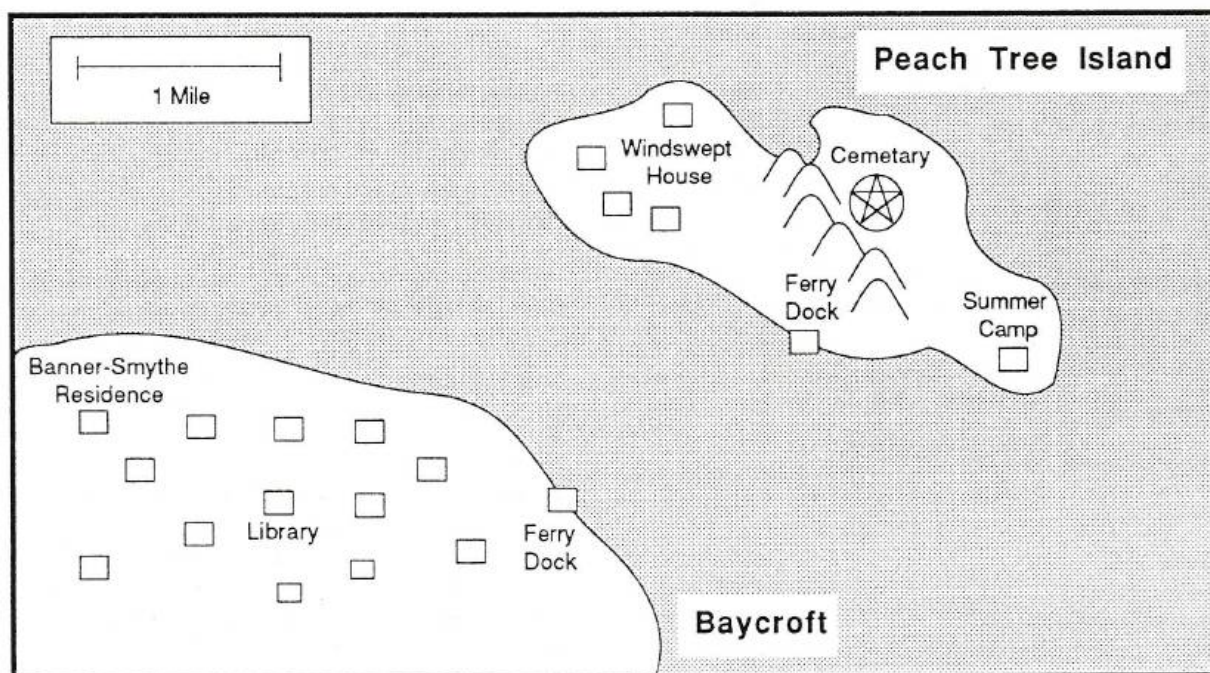 1 Mile
Peach Tree Island
Windswept
House
Cemetary
Ferry
Dock
Summer
Camp
Banner-Smythe
Residence
Library
Ferry
Dock
Baycroft